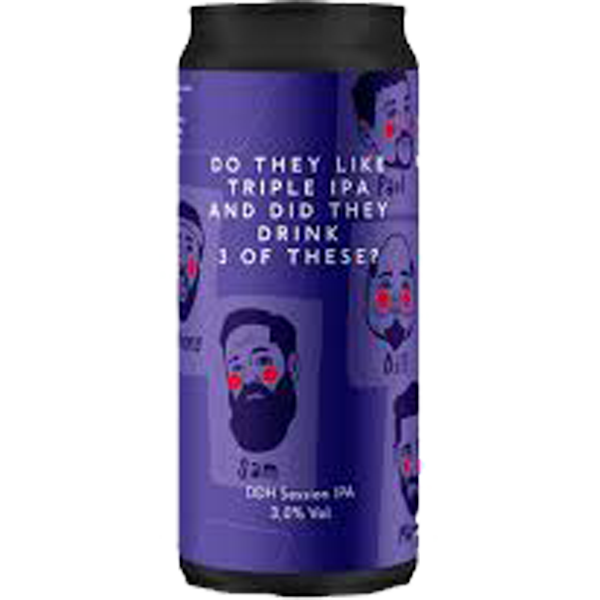 DO THEY LIKE
TRIPLE IPA
AND DID THEY
DRINK
3 OF THESE?
Paul
Sam
DDH Session IPA
3,0% Vol